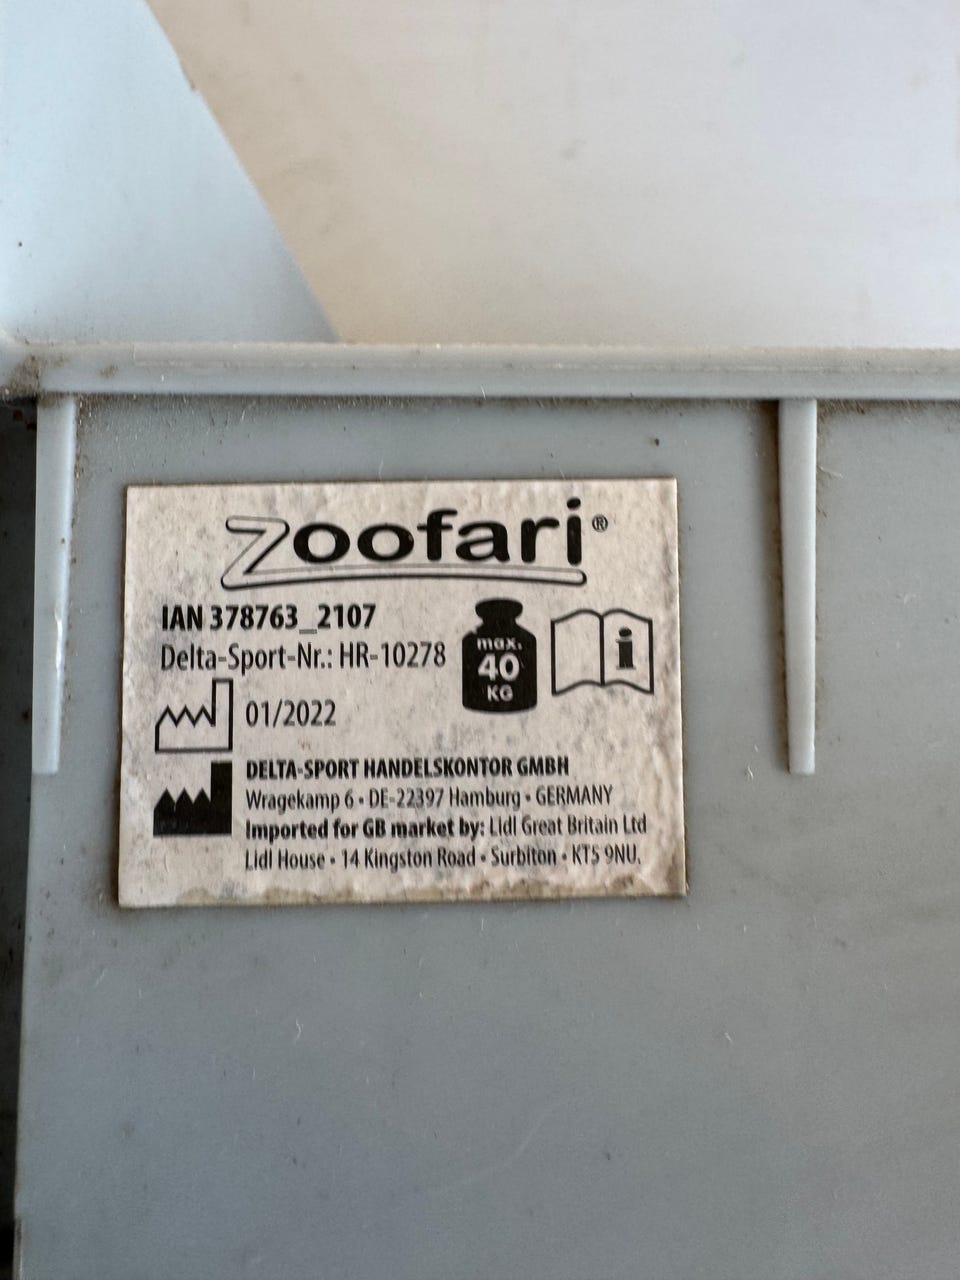 Zoofari®
IAN 378763_2107
Delta-Sport-Nr.: HR-10278
max.
40
KG
i
01/2022
DELTA-SPORT HANDELSKONTOR GMBH
Wragekamp 6 • DE-22397 Hamburg • GERMANY
Imported for GB market by: Lidl Great Britain Ltd
Lidl House • 14 Kingston Road • Surbiton • KT5 9NU.